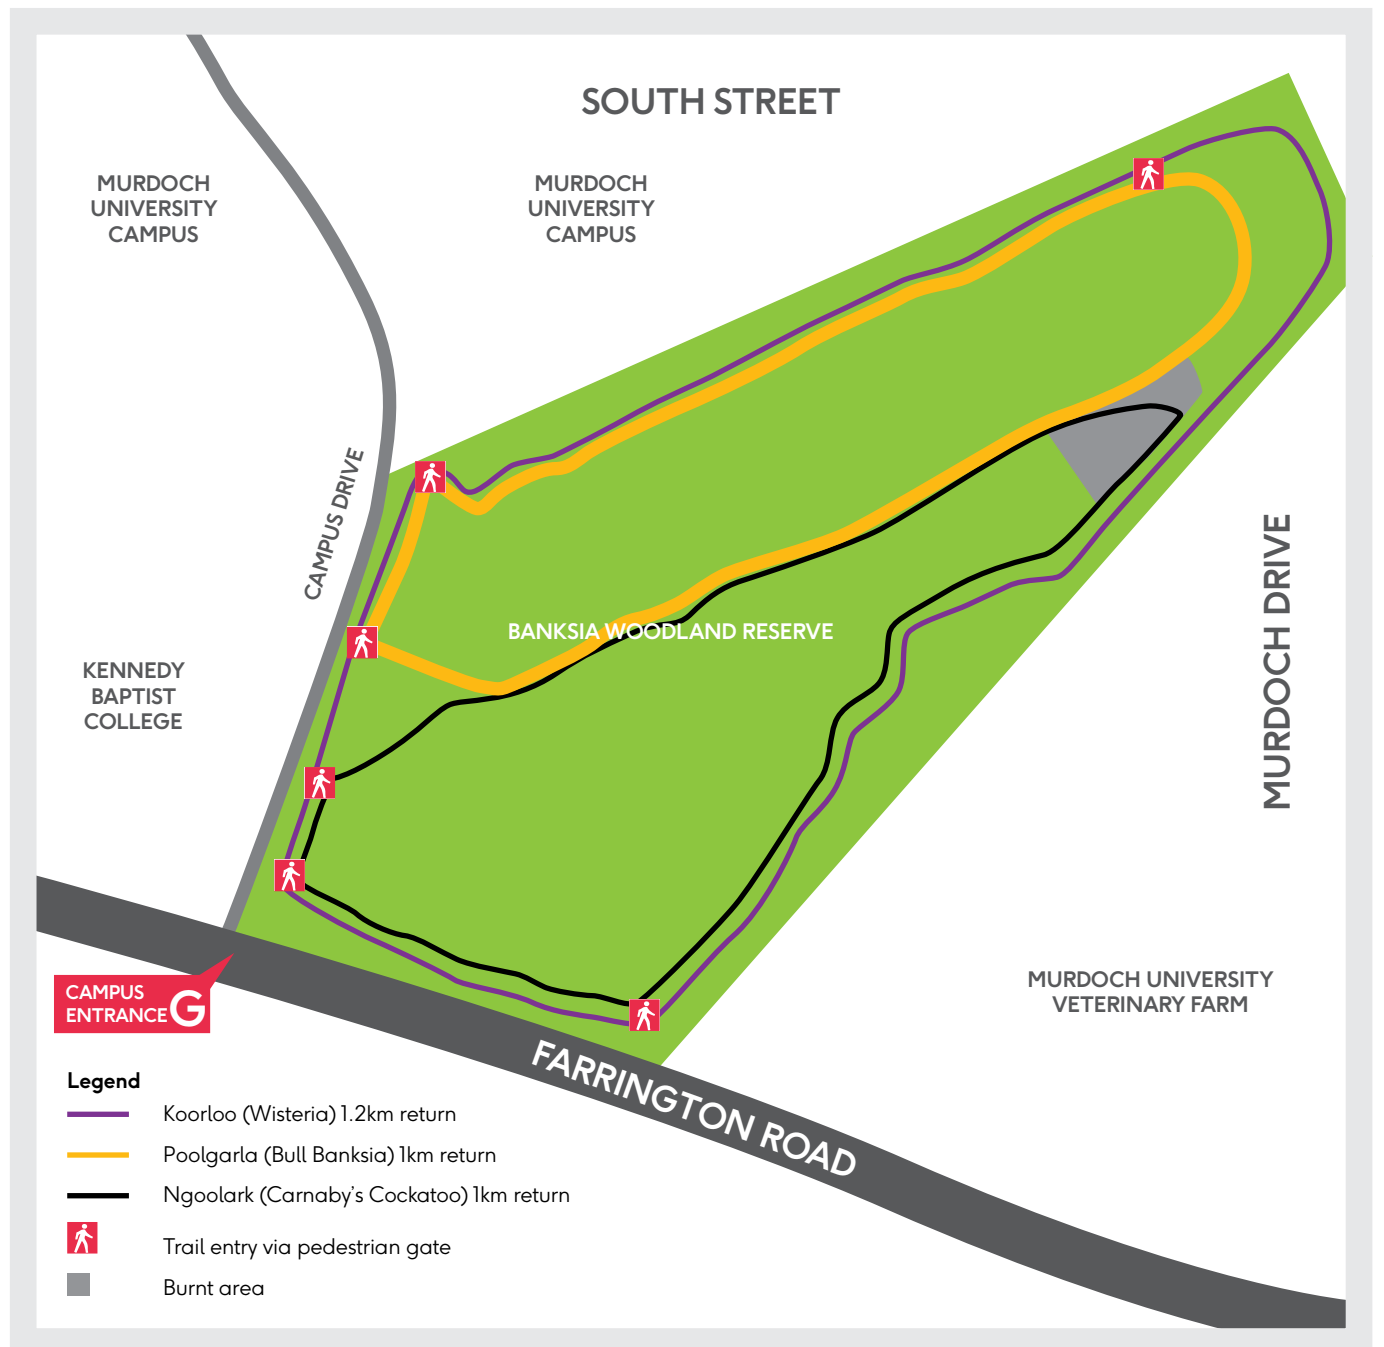 SOUTH STREET
MURDOCH
UNIVERSITY
CAMPUS
MURDOCH
UNIVERSITY
CAMPUS
CAMPUS DRIVE
BANKSIA WOODLAND RESERVE
KENNEDY
BAPTIST
COLLEGE
MURDOCH DRIVE
MURDOCH UNIVERSITY
VETERINARY FARM
CAMPUS
ENTRANCE G
FARRINGTON ROAD
Legend
Koorloo (Wisteria) 1.2km return
Poolgarla (Bull Banksia) 1km return
Ngoolark (Carnaby's Cockatoo) 1km return
Trail entry via pedestrian gate
Burnt area